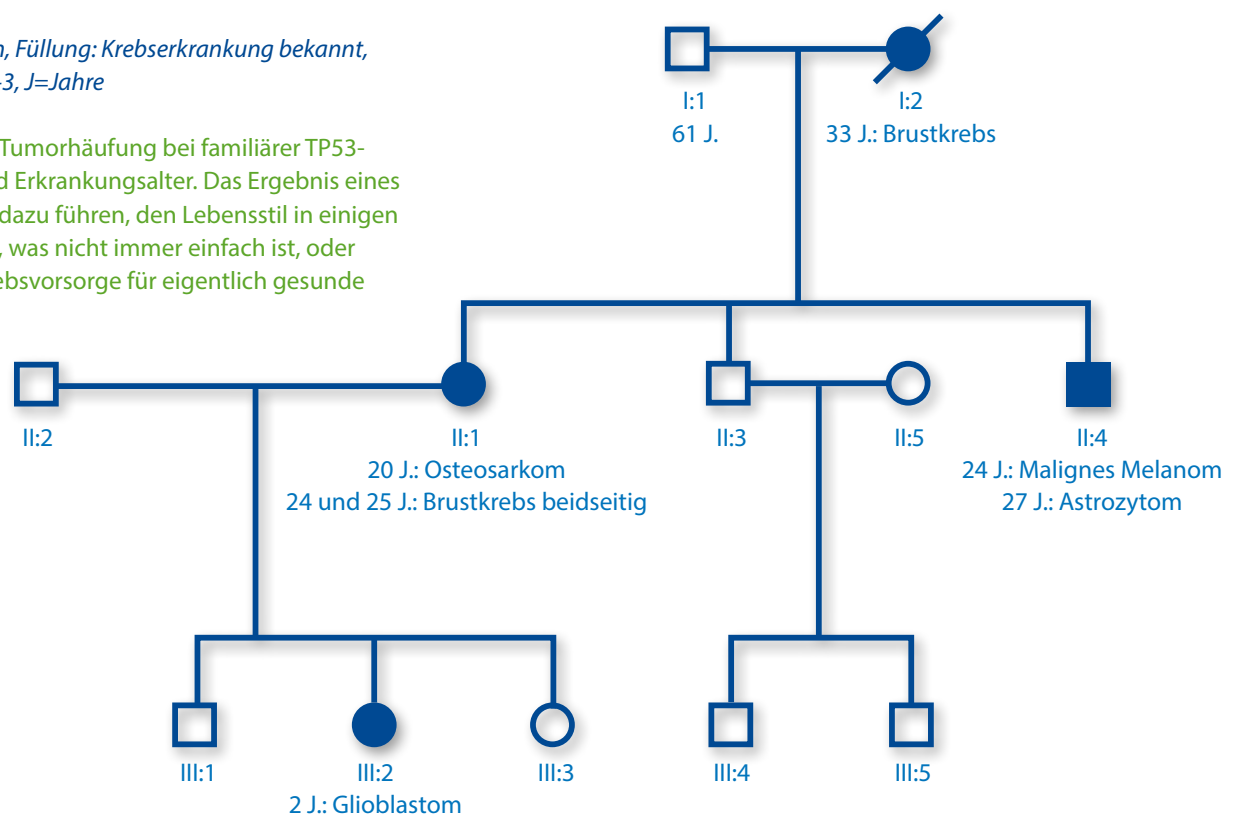 , Füllung: Krebserkrankung bekannt,
3, J=Jahre
Tumorhäufung bei familiärer TP53-
d Erkrankungsalter. Das Ergebnis eines
dazu führen, den Lebensstil in einigen
, was nicht immer einfach ist, oder
ebsvorsorge für eigentlich gesunde
I:1
61 J.
I:2
33 J.: Brustkrebs
II:2
II:1
20 J.: Osteosarkom
24 und 25 J.: Brustkrebs beidseitig
II:3
II:5
II:4
24 J.: Malignes Melanom
27 J.: Astrozytom
III:1
III:2
2 J.: Glioblastom
III:3
III:4
III:5